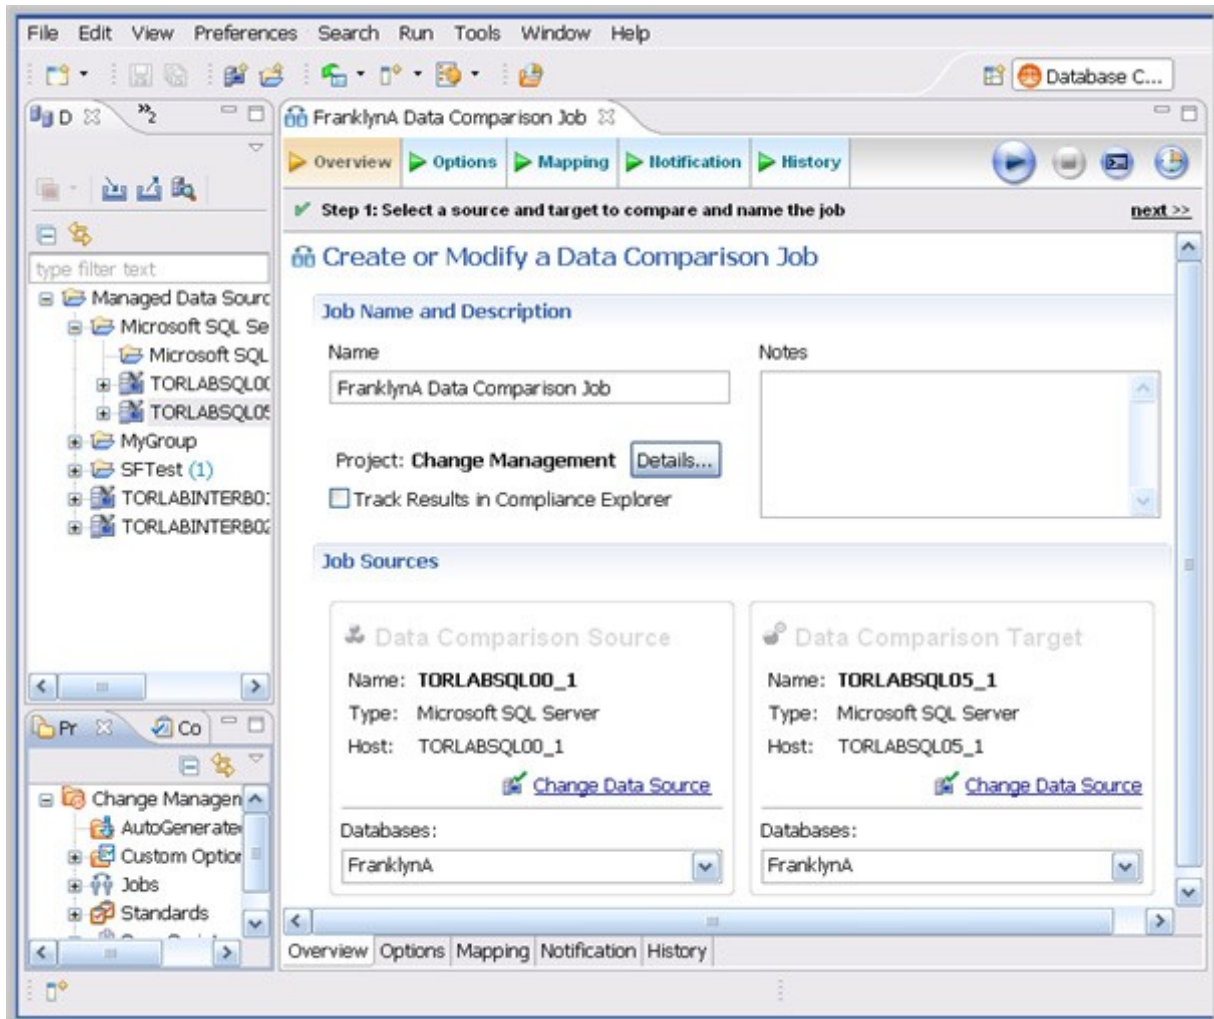 File Edit View Preferences Search Run Tools Window Help
Database C...
D
»2
FranklynA Data Comparison Job
Overview Options Mapping Notification History
Step 1: Select a source and target to compare and name the job
next >>
type filter text
Managed Data Sourc
Microsoft SQL Se
Microsoft SQL
TORLABSQL00
TORLABSQL05
MyGroup
SFTest (1)
TORLABINTERB01
TORLABINTERB02
Pr
Co
Change Managen
AutoGenerate
Custom Option
Jobs
Standards
Create or Modify a Data Comparison Job
Job Name and Description
Name
Notes
FranklynA Data Comparison Job
Project: Change Management
Details...
Track Results in Compliance Explorer
Job Sources
Data Comparison Source
Name: TORLABSQL00_1
Type: Microsoft SQL Server
Host: TORLABSQL00_1
Change Data Source
Databases:
FranklynA
Data Comparison Target
Name: TORLABSQL05_1
Type: Microsoft SQL Server
Host: TORLABSQL05_1
Change Data Source
Databases:
FranklynA
Overview Options Mapping Notification History